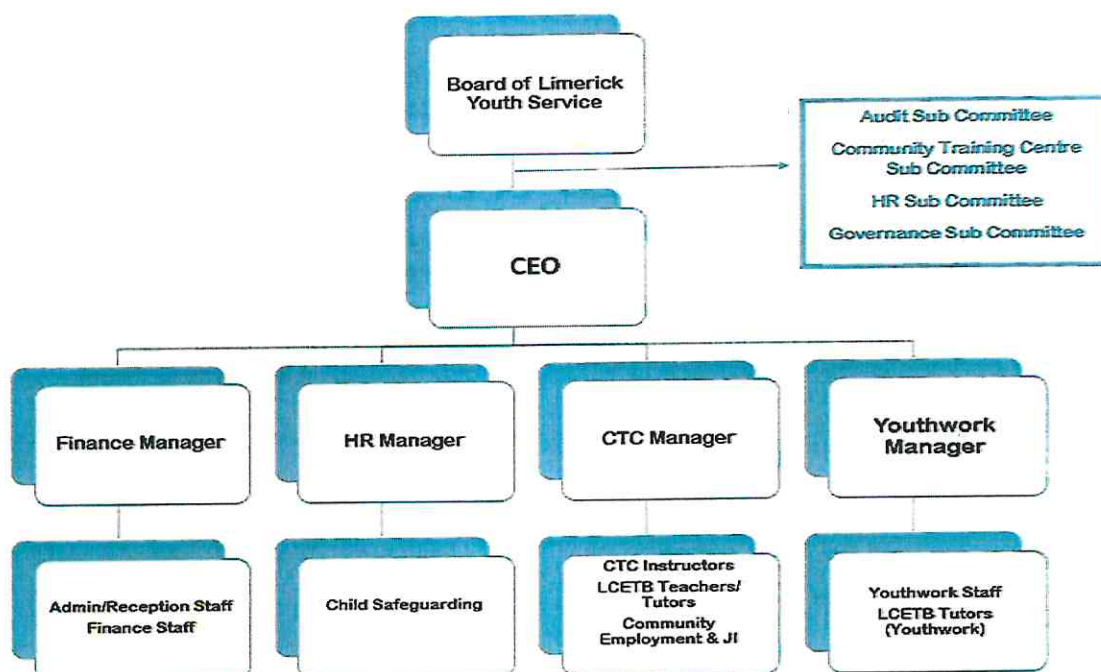 Board of Limerick
Youth Service
Audit Sub Committee
Community Training Centre
Sub Committee
HR Sub Committee
Governance Sub Committee
CEO
Finance Manager
HR Manager
CTC Manager
Youthwork
Manager
Admin/Reception Staff
Finance Staff
Child Safeguarding
CTC Instructors
LCETB Teachers/
Tutors
Community
Employment & JI
Youthwork Staff
LCETB Tutors
(Youthwork)